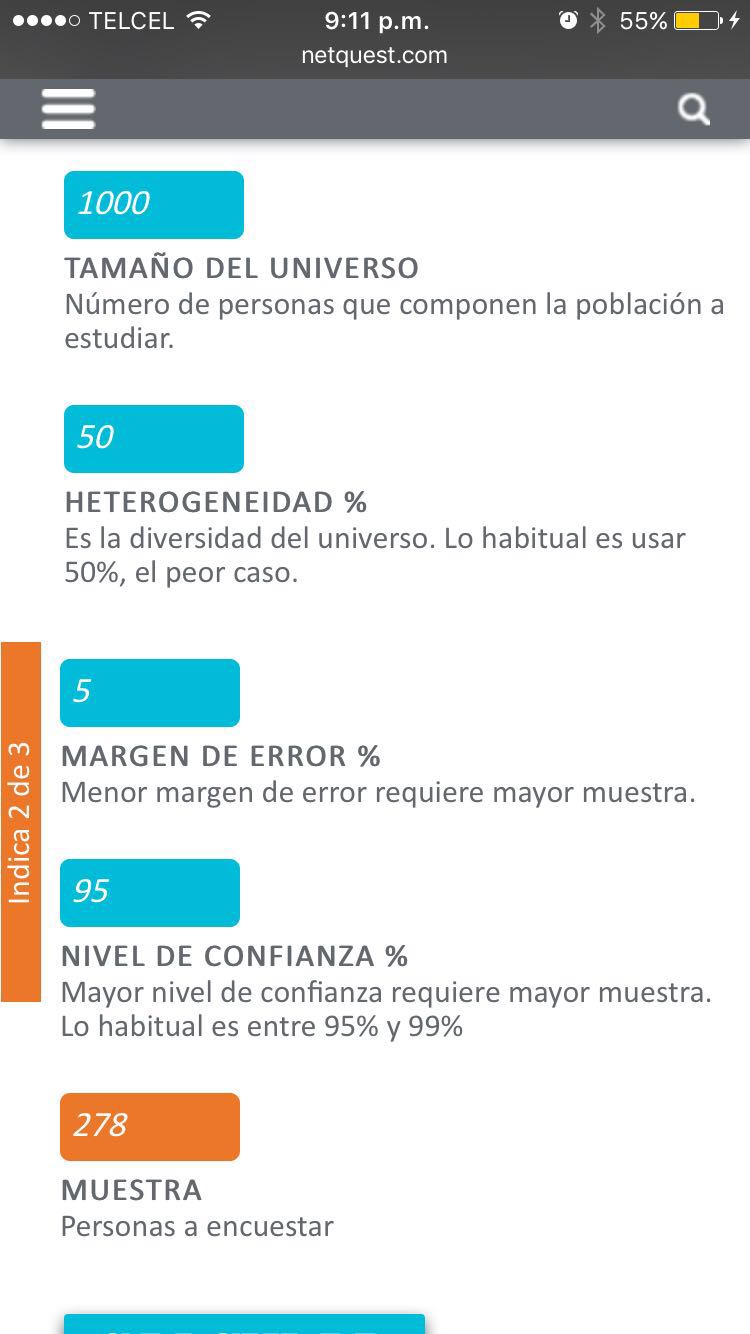 TELCEL 9:11 p.m. 55%
netquest.com
1000
TAMAÑO DEL UNIVERSO
Número de personas que componen la población a
estudiar.
50
HETEROGENEIDAD %
Es la diversidad del universo. Lo habitual es usar
50%, el peor caso.
Indica 2 de 3
5
MARGEN DE ERROR %
Menor margen de error requiere mayor muestra.
95
NIVEL DE CONFIANZA %
Mayor nivel de confianza requiere mayor muestra.
Lo habitual es entre 95% y 99%
278
MUESTRA
Personas a encuestar